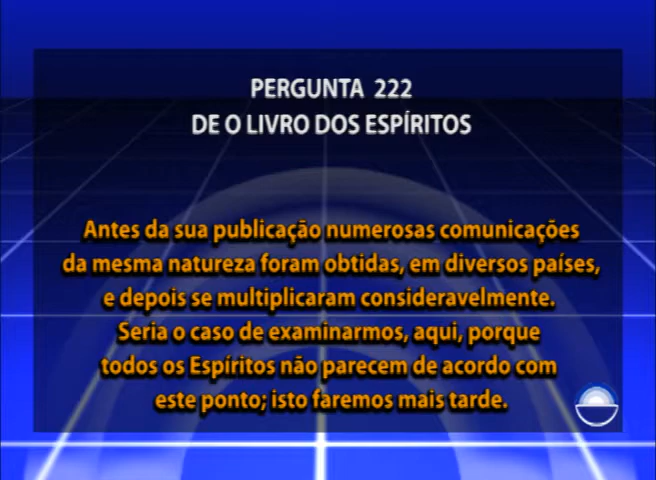 PERGUNTA 222
DE O LIVRO DOS ESPÍRITOS
Antes da sua publicação numerosas comunicações
da mesma natureza foram obtidas, em diversos países,
e depois se multiplicaram consideravelmente.
Seria o caso de examinarmos, aqui, porque
todos os Espíritos não parecem de acordo com
este ponto; isto faremos mais tarde.